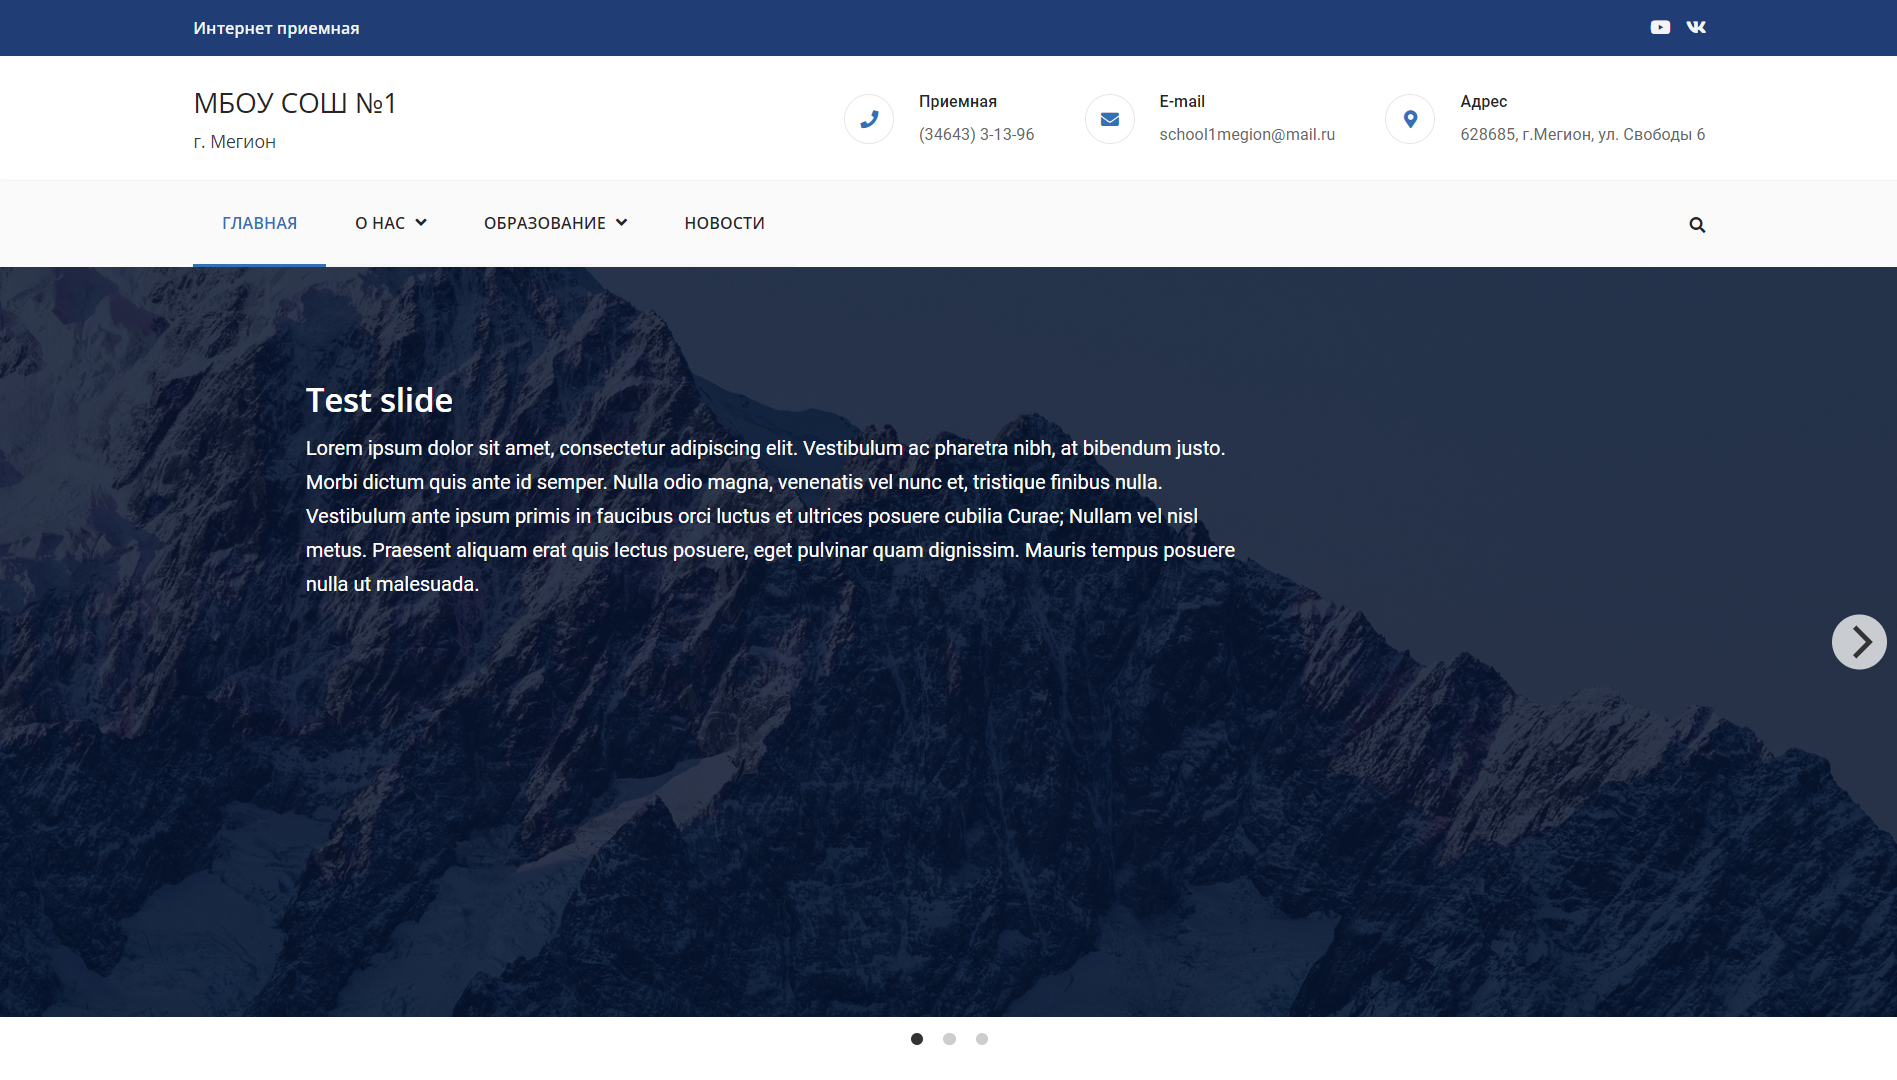 Интернет приемная
МБОУ СОШ №1
г. Мегион
Приемная
(34643) 3-13-96
E-mail
school1megion@mail.ru
Адрес
628685, г.Мегион, ул. Свободы 6
ГЛАВНАЯ
О НАС
ОБРАЗОВАНИЕ
НОВОСТИ
Test slide
Lorem ipsum dolor sit amet, consectetur adipiscing elit. Vestibulum ac pharetra nibh, at bibendum justo.
Morbi dictum quis ante id semper. Nulla odio magna, venenatis vel nunc et, tristique finibus nulla.
Vestibulum ante ipsum primis in faucibus orci luctus et ultrices posuere cubilia Curae; Nullam vel nisl
metus. Praesent aliquam erat quis lectus posuere, eget pulvinar quam dignissim. Mauris tempus posuere
nulla ut malesuada.